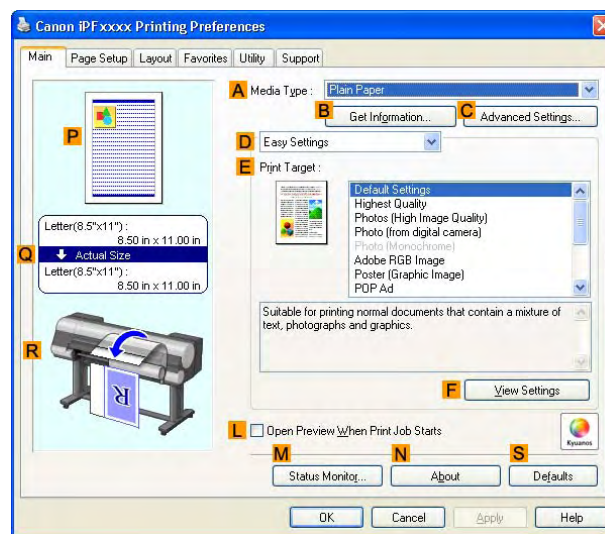 Canon iPFxxxx Printing Preferences
Main Page Setup Layout Favorites Utility Support
A Media Type : Plain Paper
B Get Information... C Advanced Settings...
D Easy Settings
E Print Target :
Default Settings
Highest Quality
Photos (High Image Quality)
Photo (from digital camera)
Photo (Monochrome)
Adobe RGB Image
Poster (Graphic Image)
POP Ad
Suitable for printing normal documents that contain a mixture of
text, photographs and graphics.
F View Settings
P
Q
Letter(8.5"x11") :
8.50 in x 11.00 in
Actual Size
Letter(8.5"x11") :
8.50 in x 11.00 in
R
R
L Open Preview When Print Job Starts
Kyuanos
M Status Monitor... N About S Defaults
OK Cancel Apply Help